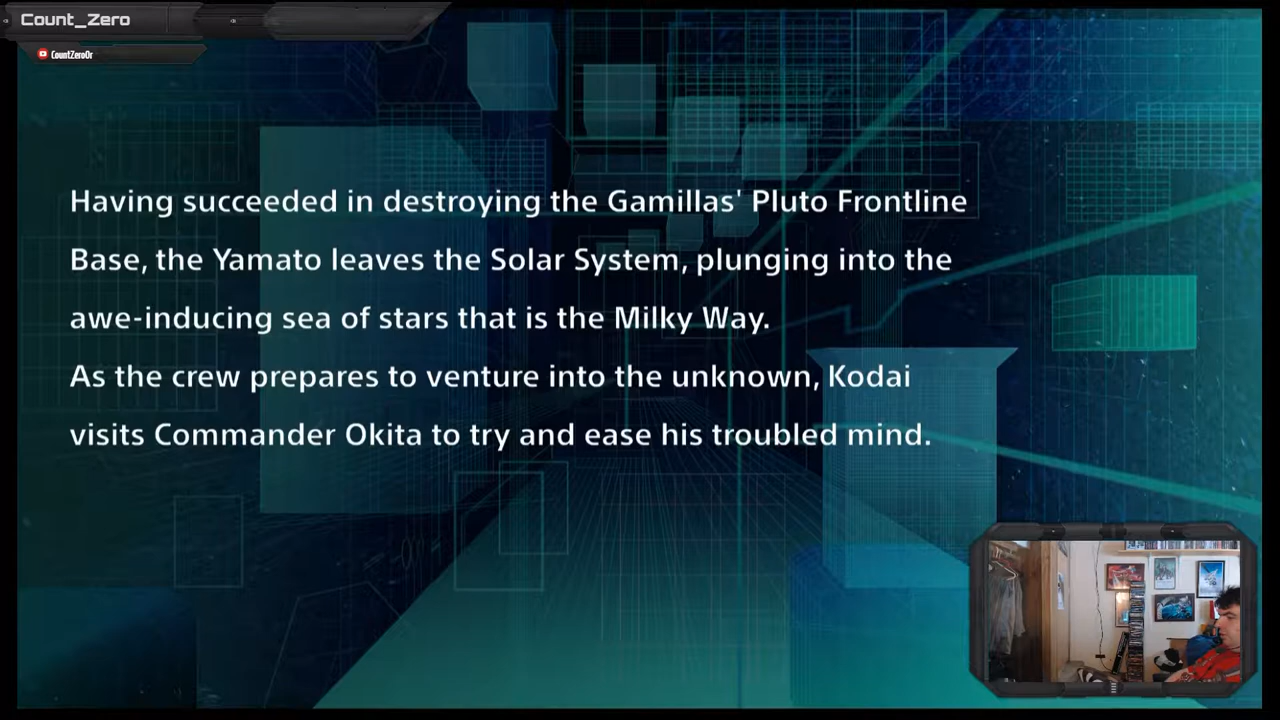 Count_Zero
CountZeroOr
Having succeeded in destroying the Gamillas' Pluto Frontline
Base, the Yamato leaves the Solar System, plunging into the
awe-inducing sea of stars that is the Milky Way.
As the crew prepares to venture into the unknown, Kodai
visits Commander Okita to try and ease his troubled mind.